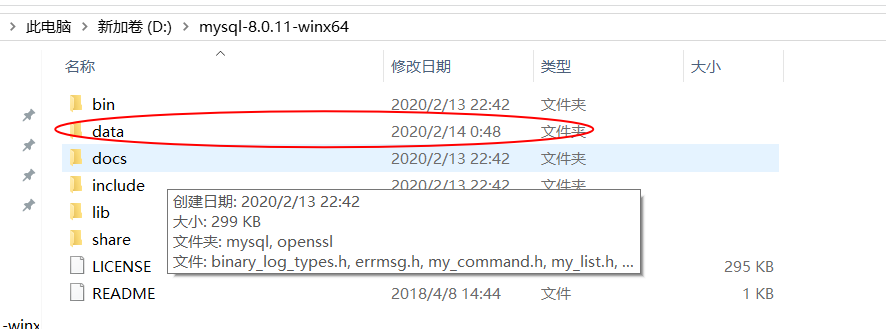 此电脑 > 新加卷 (D:) > mysql-8.0.11-winx64
名称 修改日期 类型 大小
bin 2020/2/13 22:42 文件夹
data 2020/2/14 0:48 文件夹
docs 2020/2/13 22:42 文件夹
include 2020/2/13 22:42 文件夹
lib
share
LICENSE 295 KB
README 2018/4/8 14:44 文件 1 KB
创建日期: 2020/2/13 22:42
大小: 299 KB
文件夹: mysql, openssl
文件: binary_log_types.h, errmsg.h, my_command.h, my_list.h, ...
-winx